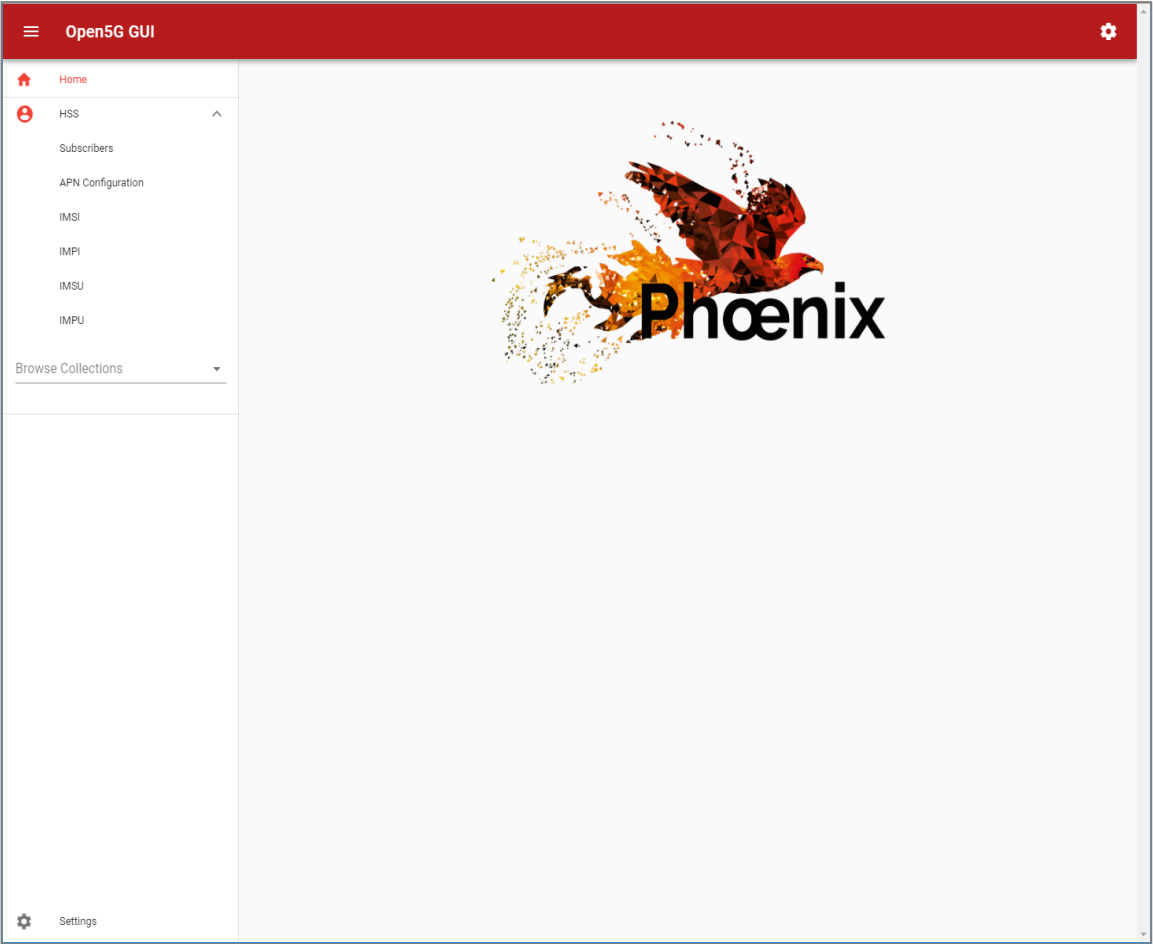 Open5G GUI
Home
HSS
Subscribers
APN Configuration
IMSI
IMPI
IMSU
IMPU
Browse Collections
Phœnix
Settings